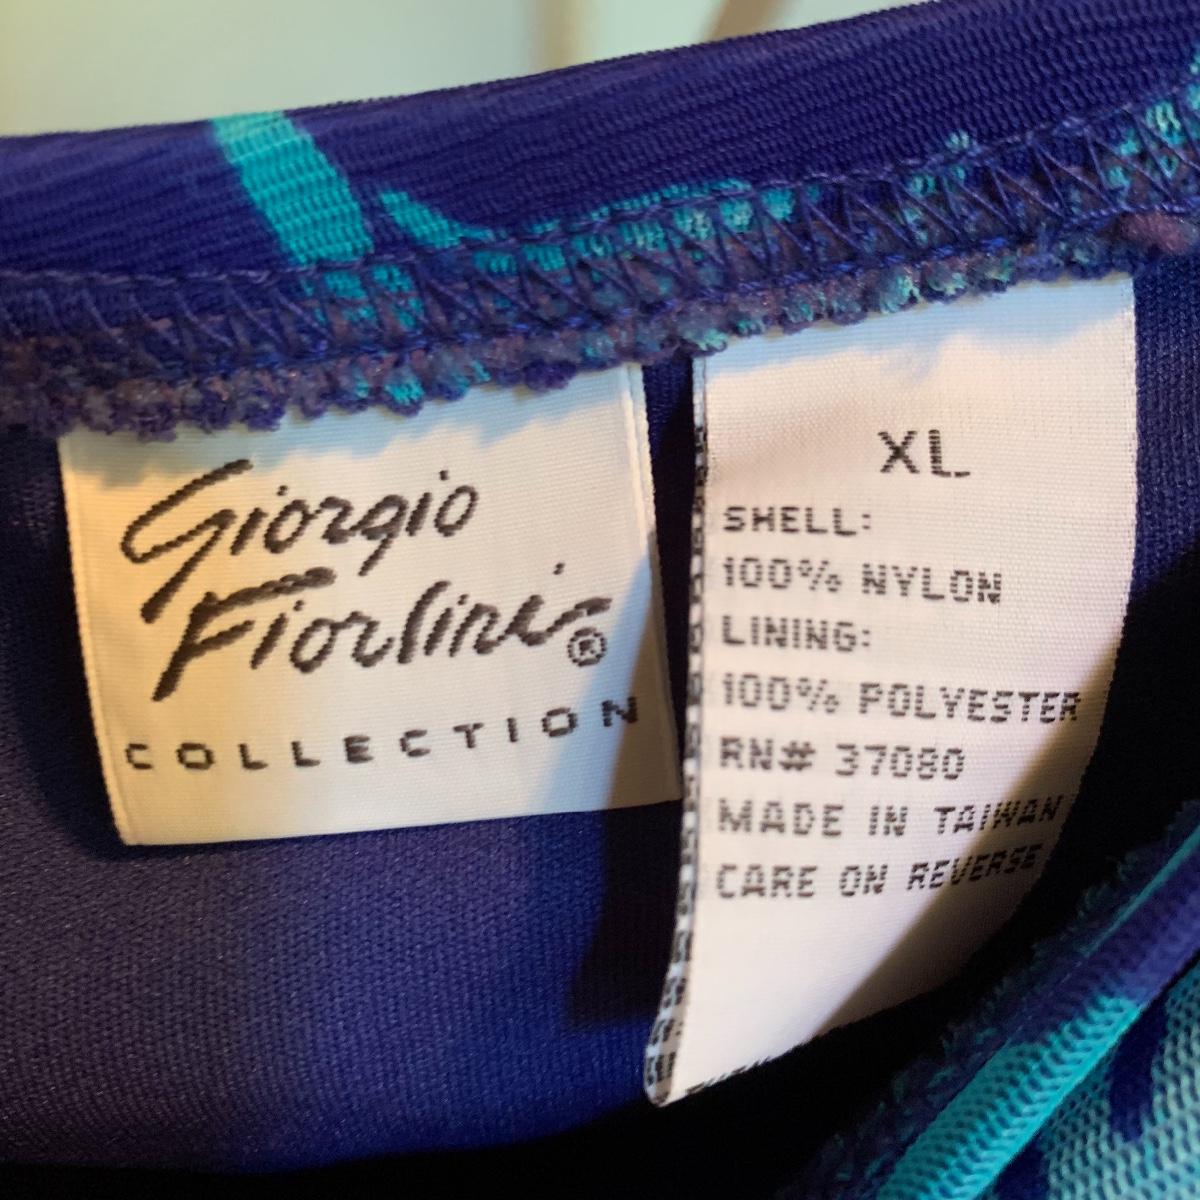 Giorgio
Fiorlini®
COLLECTION
XL
SHELL:
100% NYLON
LINING:
100% POLYESTER
RN# 37080
MADE IN TAIWAN
CARE ON REVERSE